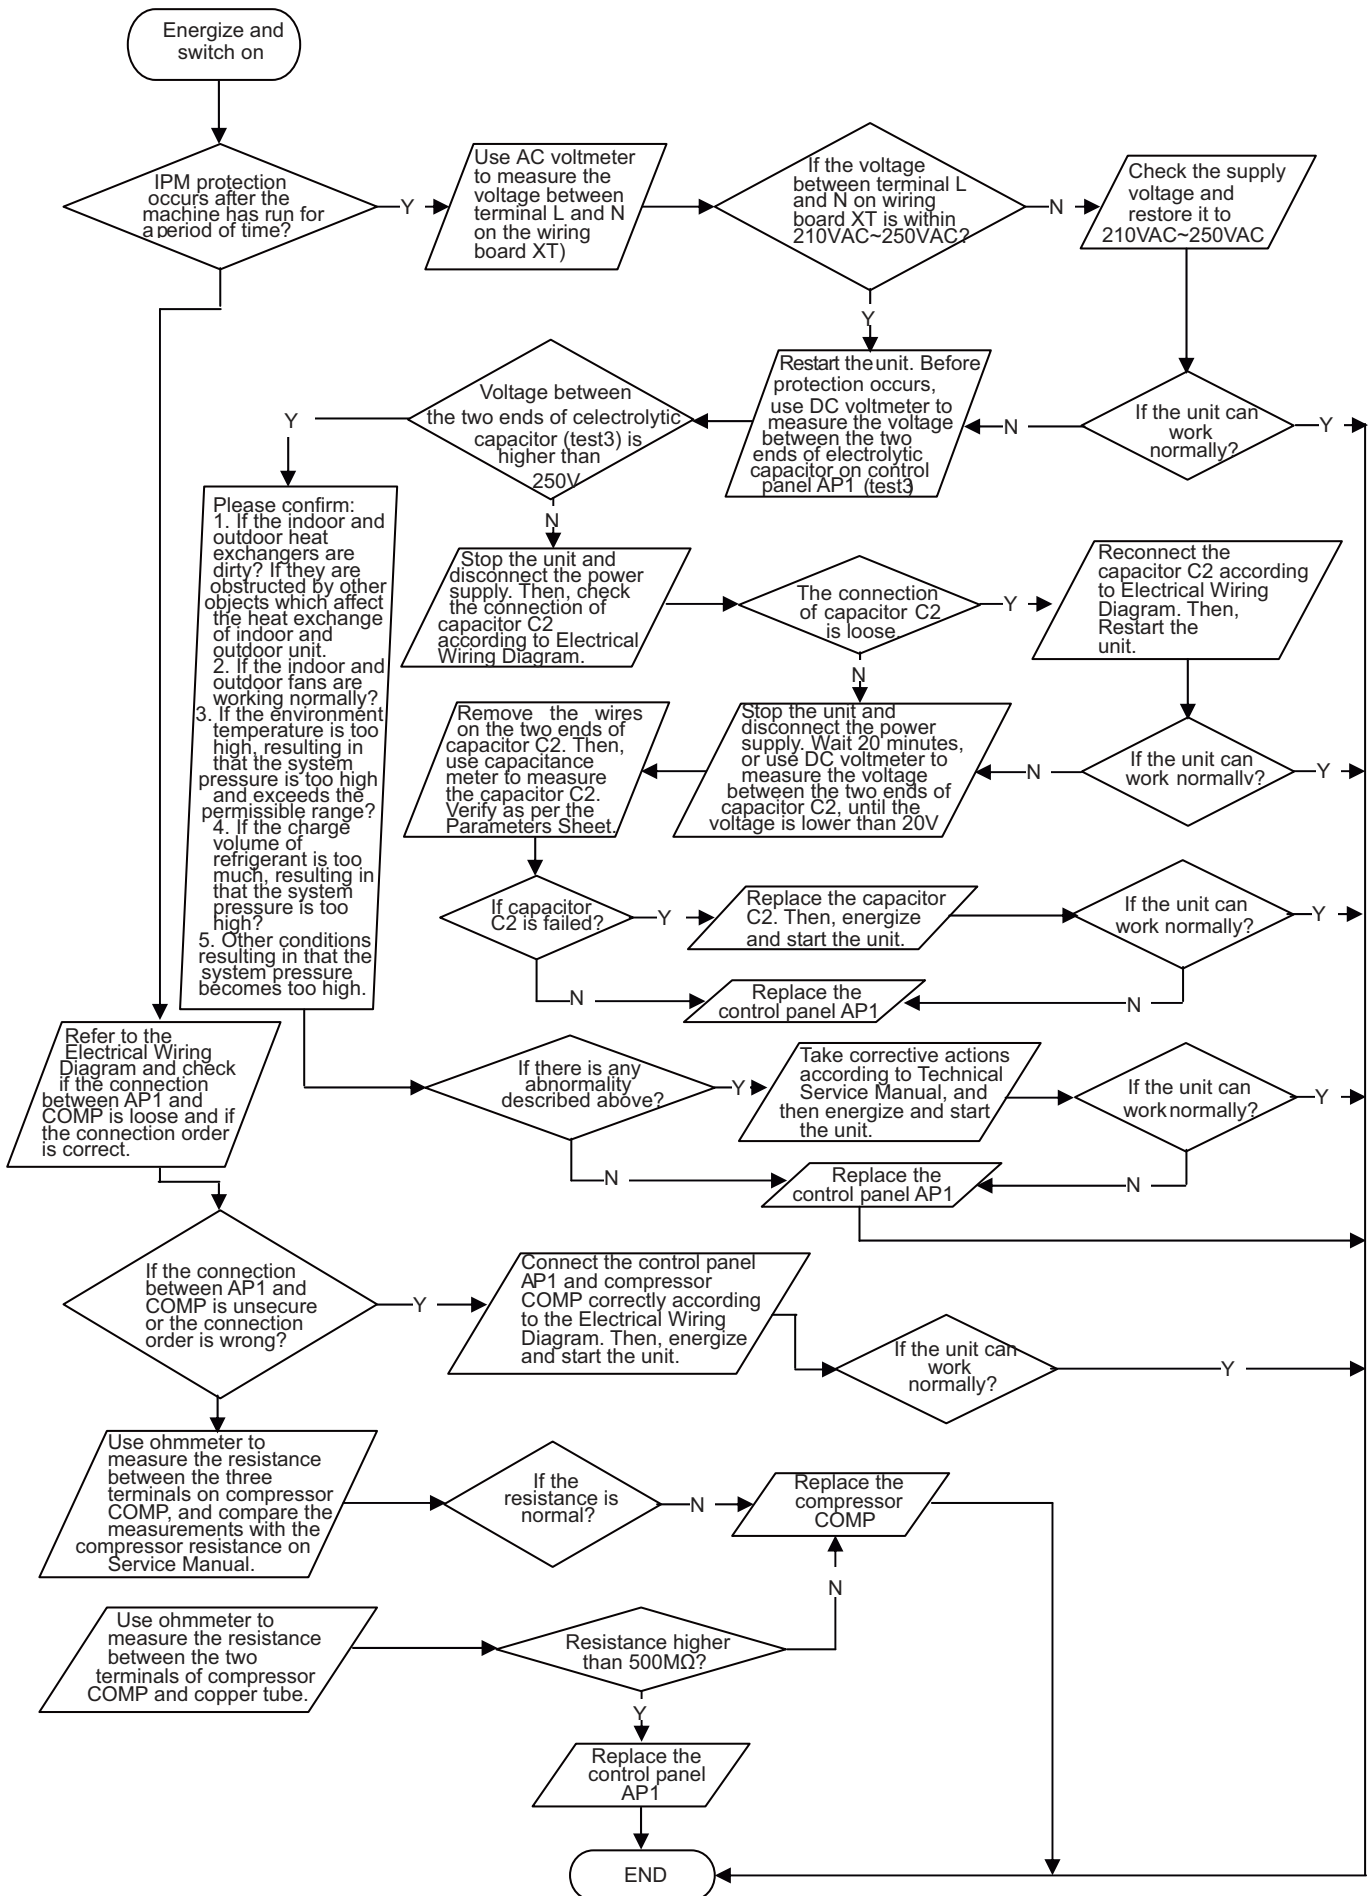 Energize and
switch on
IPM protection
occurs after the
machine has run for
a period of time?
Y
Use AC voltmeter
to measure the
voltage between
terminal L and N
on the wiring
board XT)
If the voltage
between terminal L
and N on wiring
board XT is within
210VAC~250VAC?
N
Check the supply
voltage and
restore it to
210VAC~250VAC
Y
Restart the unit. Before
protection occurs,
use DC voltmeter to
measure the voltage
between the two
ends of electrolytic
capacitor on control
panel AP1 (test3)
N
If the unit can
work
normally?
Y
Voltage between
the two ends of celectrolytic
capacitor (test3) is
higher than
250V
Y
N
Please confirm:
1. If the indoor and
outdoor heat
exchangers are
dirty? If they are
obstructed by other
objects which affect
the heat exchange
of indoor and
outdoor unit.
2. If the indoor and
outdoor fans are
working normally?
3. If the environment
temperature is too
high, resulting in
that the system
pressure is too high
and exceeds the
permissible range?
4. If the charge
volume of
refrigerant is too
much, resulting in
that the system
pressure is too
high?
5. Other conditions
resulting in that the
system pressure
becomes too high.
Stop the unit and
disconnect the power
supply. Then, check
the connection of
capacitor C2
according to Electrical
Wiring Diagram.
The connection
of capacitor C2
is loose.
Y
Reconnect the
capacitor C2 according
to Electrical Wiring
Diagram. Then,
Restart the
unit.
N
Remove the wires
on the two ends of
capacitor C2. Then,
use capacitance
meter to measure
the capacitor C2.
Verify as per the
Parameters Sheet.
Stop the unit and
disconnect the power
supply. Wait 20 minutes,
or use DC voltmeter to
measure the voltage
between the two ends of
capacitor C2, until the
voltage is lower than 20V
N
If the unit can
work normally?
Y
If capacitor
C2 is failed?
Y
Replace the capacitor
C2. Then, energize
and start the unit.
If the unit can
work normally?
Y
N
Replace the
control panel AP1
N
Refer to the
Electrical Wiring
Diagram and check
if the connection
between AP1 and
COMP is loose and if
the connection order
is correct.
If there is any
abnormality
described above?
Y
Take corrective actions
according to Technical
Service Manual, and
then energize and start
the unit.
If the unit can
work normally?
Y
N
Replace the
control panel AP1
N
If the connection
between AP1 and
COMP is unsecure
or the connection
order is wrong?
Y
Connect the control panel
AP1 and compressor
COMP correctly according
to the Electrical Wiring
Diagram. Then, energize
and start the unit.
If the unit can
work
normally?
Y
Use ohmmeter to
measure the resistance
between the three
terminals on compressor
COMP, and compare the
measurements with the
compressor resistance on
Service Manual.
If the
resistance is
normal?
N
Replace the
compressor
COMP
N
Use ohmmeter to
measure the resistance
between the two
terminals of compressor
COMP and copper tube.
Resistance higher
than 500MΩ?
Y
Replace the
control panel
AP1
END